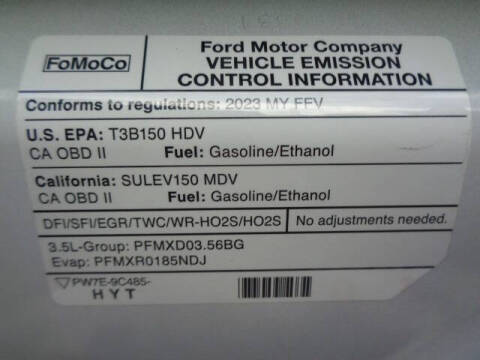 FoMoCo
Ford Motor Company
VEHICLE EMISSION
CONTROL INFORMATION
Conforms to regulations: 2023 MY FFV
U.S. EPA: T3B150 HDV
CA OBD II Fuel: Gasoline/Ethanol
California: SULEV150 MDV
CA OBD II Fuel: Gasoline/Ethanol
DFI/SFI/EGR/TWC/WR-HO2S/HO2S No adjustments needed.
3.5L-Group: PFMXD03.56BG
Evap: PFMXR0185NDJ
PW7E-9C485-
HYT